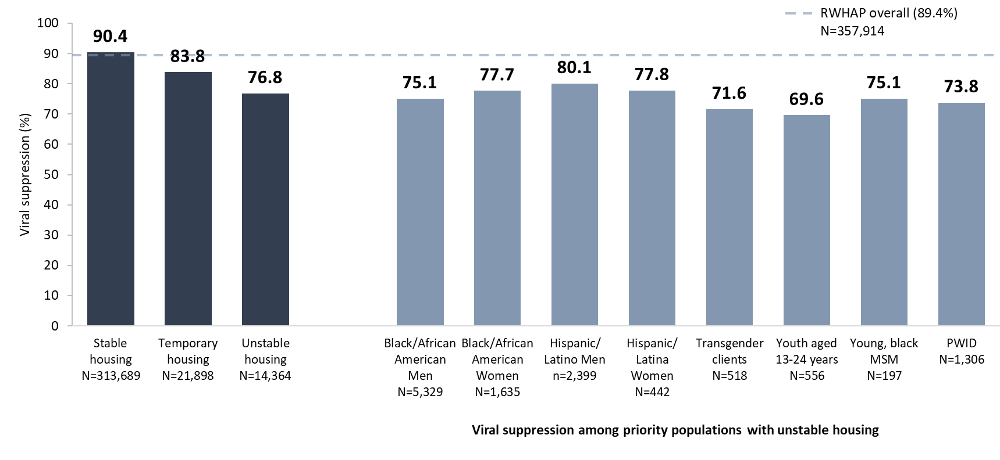 RWHAP overall (89.4%)
N=357,914
Viral suppression (%)
100
90
80
70
60
50
40
30
20
10
0
90.4
83.8
76.8
75.1
77.7
80.1
77.8
71.6
69.6
75.1
73.8
Stable
housing
N=313,689
Temporary
housing
N=21,898
Unstable
housing
N=14,364
Black/African
American
Men
N=5,329
Black/African
American
Women
N=1,635
Hispanic/
Latino Men
n=2,399
Hispanic/
Latina
Women
N=442
Transgender
clients
N=518
Youth aged
13-24 years
N=556
Young, black
MSM
N=197
PWID
N=1,306
Viral suppression among priority populations with unstable housing